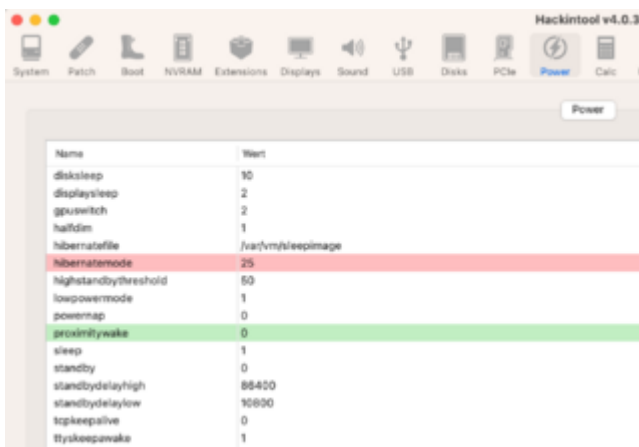 Hackintool v4.0.3
System Patch Boot NVRAM Extensions Displays Sound USB Disks PCIe Power Calc
Power
Name Wert
disksleep 10
displaysleep 2
gpuswitch 2
halfdim 1
hibernatefile /var/vm/sleepimage
hibernatemode 25
highstandbythreshold 50
lowpowermode 1
powernap 0
proximitywake 0
sleep 1
standby 0
standbydelayhigh 86400
standbydelaylow 10800
tcpkeepalive 0
ttyskeepawake 1